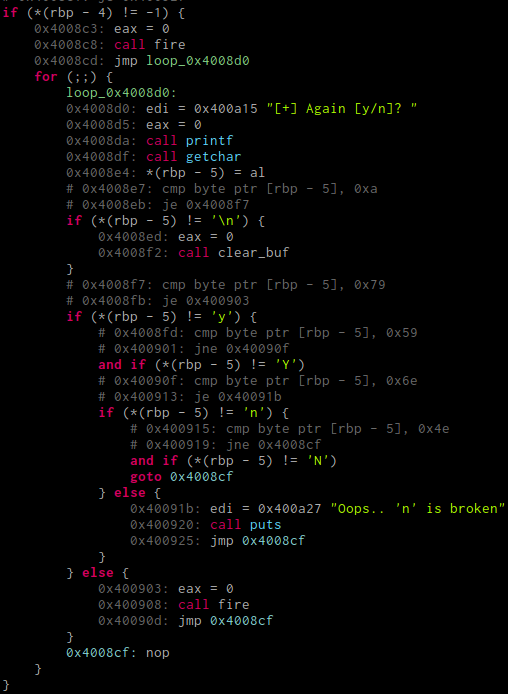 if (*(rbp - 4) != -1) {
    0x4008c3: eax = 0
    0x4008c8: call fire
    0x4008cd: jmp loop_0x4008d0
    for (;;) {
        loop_0x4008d0:
        0x4008d0: edi = 0x400a15 "[+] Again [y/n]? "
        0x4008d5: eax = 0
        0x4008da: call printf
        0x4008df: call getchar
        0x4008e4: *(rbp - 5) = al
        # 0x4008e7: cmp byte ptr [rbp - 5], 0xa
        # 0x4008eb: je 0x4008f7
        if (*(rbp - 5) != '\n') {
            0x4008ed: eax = 0
            0x4008f2: call clear_buf
        }
        # 0x4008f7: cmp byte ptr [rbp - 5], 0x79
        # 0x4008fb: je 0x400903
        if (*(rbp - 5) != 'y') {
            # 0x4008fd: cmp byte ptr [rbp - 5], 0x59
            # 0x400901: jne 0x40090f
            and if (*(rbp - 5) != 'Y')
            # 0x40090f: cmp byte ptr [rbp - 5], 0x6e
            # 0x400913: je 0x40091b
            if (*(rbp - 5) != 'n') {
                # 0x400915: cmp byte ptr [rbp - 5], 0x4e
                # 0x400919: jne 0x4008cf
                and if (*(rbp - 5) != 'N')
                goto 0x4008cf
            } else {
                0x40091b: edi = 0x400a27 "Oops.. 'n' is broken"
                0x400920: call puts
                0x400925: jmp 0x4008cf
            }
        } else {
            0x400903: eax = 0
            0x400908: call fire
            0x40090d: jmp 0x4008cf
        }
        0x4008cf: nop
    }
}